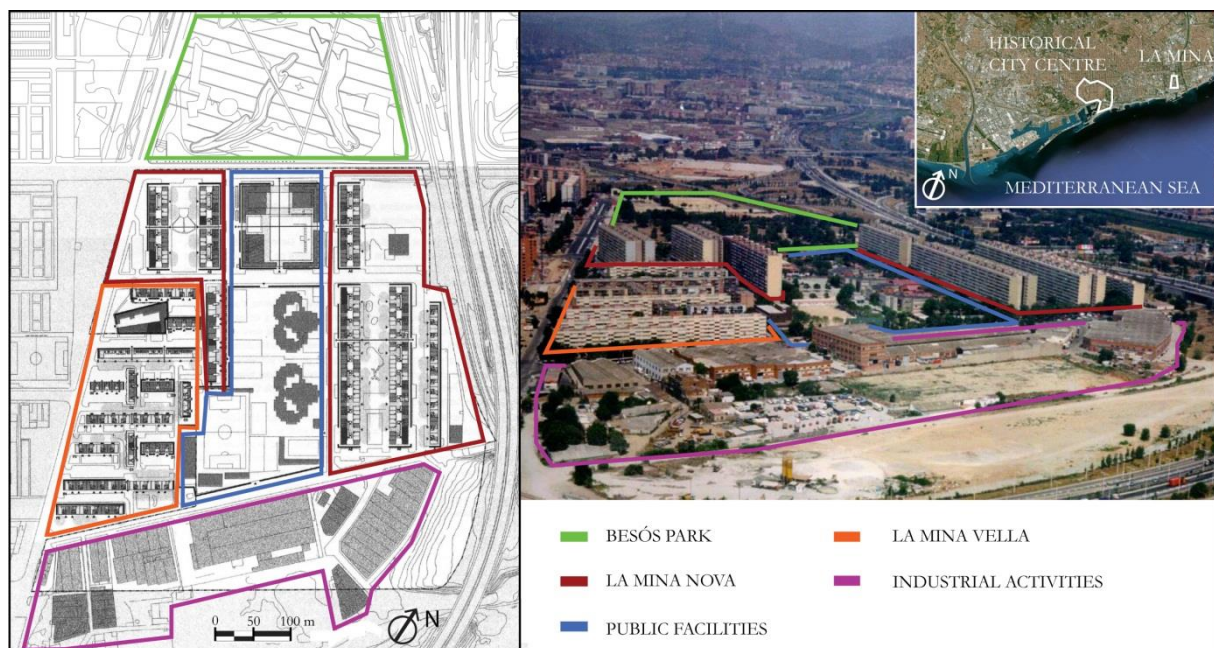 0 50 100 m
N
HISTORICAL
CITY CENTRE
LA MINA
N
MEDITERRANEAN SEA
BESÓS PARK
LA MINA NOVA
PUBLIC FACILITIES
LA MINA VELLA
INDUSTRIAL ACTIVITIES